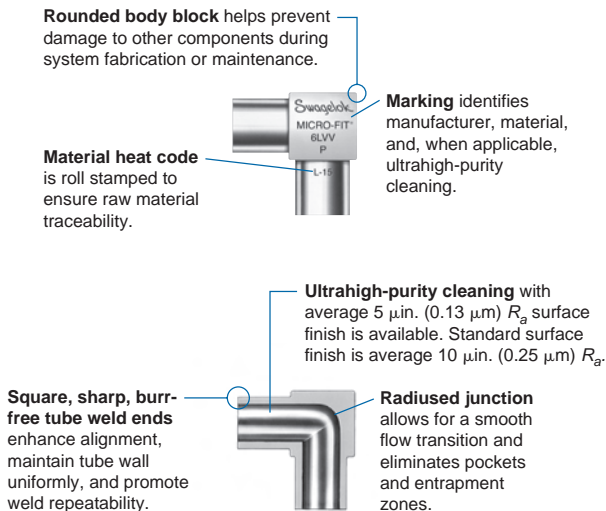 Rounded body block helps prevent
damage to other components during
system fabrication or maintenance.
Swagelok
MICRO-FIT®
6LVV
P
L-15
Marking identifies
manufacturer, material,
and, when applicable,
ultrahigh-purity
cleaning.
Material heat code
is roll stamped to
ensure raw material
traceability.
Ultrahigh-purity cleaning with
average 5 μin. (0.13 μm) Ra surface
finish is available. Standard surface
finish is average 10 μin. (0.25 μm) Ra.
Square, sharp, burr-
free tube weld ends
enhance alignment,
maintain tube wall
uniformly, and promote
weld repeatability.
Radiused junction
allows for a smooth
flow transition and
eliminates pockets
and entrapment
zones.